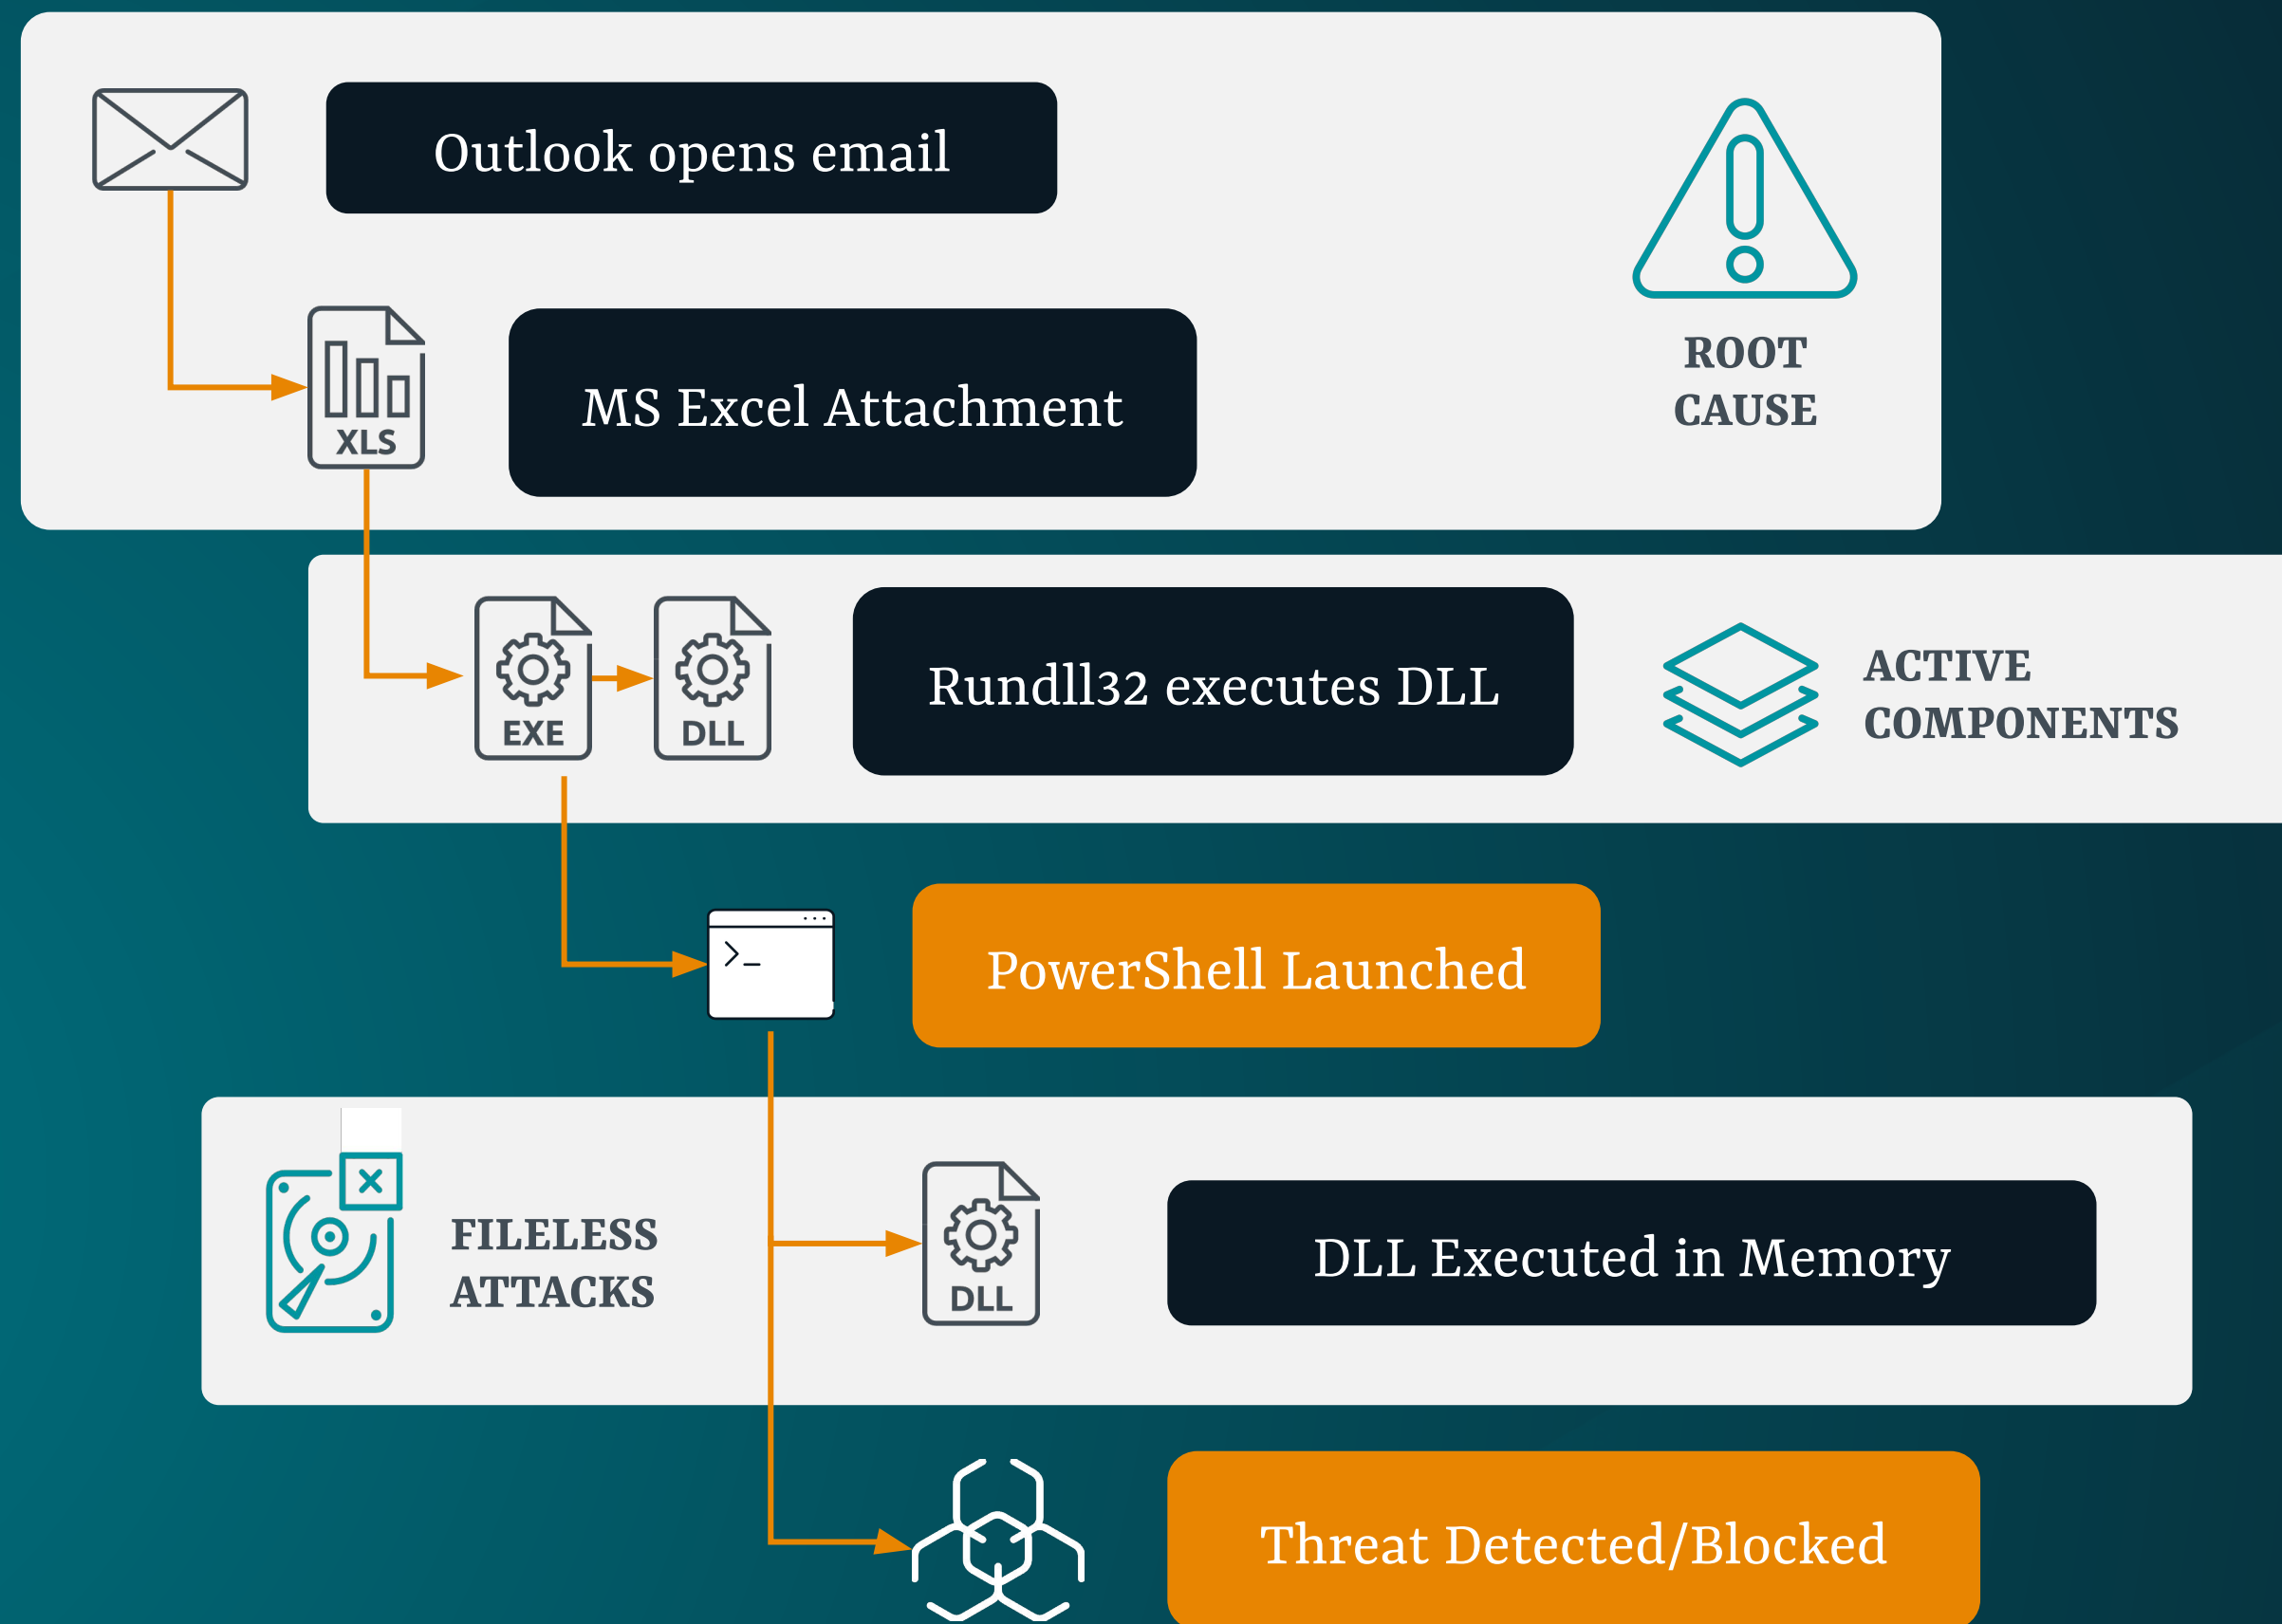 Outlook opens email
ROOT
CAUSE
MS Excel Attachment
XLS
Rundll32 executes DLL
ACTIVE
COMPONENTS
EXE
DLL
PowerShell Launched
>_
FILELESS
ATTACKS
DLL Executed in Memory
DLL
Threat Detected/Blocked